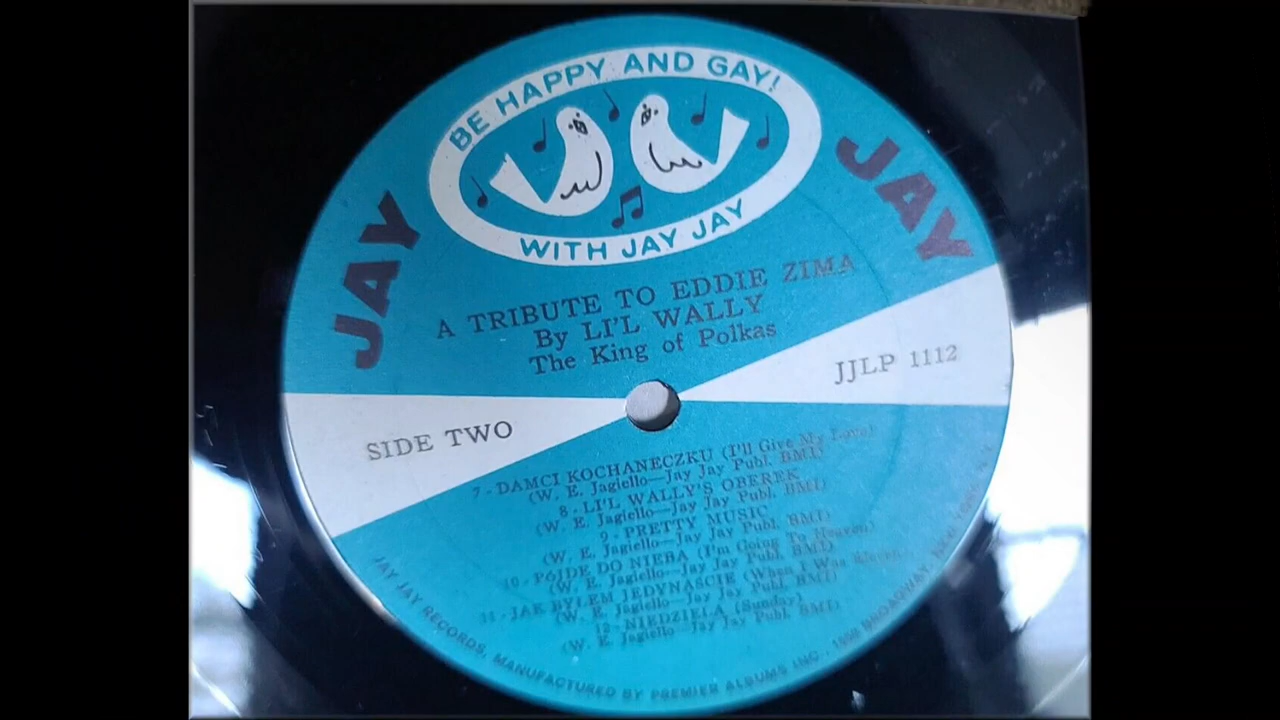 BE HAPPY AND GAY!
WITH JAY JAY
JAY JAY
A TRIBUTE TO EDDIE ZIMA
By LI'L WALLY
The King of Polkas
JJLP 1112
SIDE TWO
7 - DAMCI KOCHANECZKU (I'll Give My Love)
(W. E. Jagiello—Jay Jay Publ. BMI)
8 - LI'L WALLY'S OBEREK
(W. E. Jagiello—Jay Jay Publ. BMI)
9 - PRETTY MUSIC
(W. E. Jagiello—Jay Jay Publ. BMI)
10 - PÓJDE DO NIEBA (I'm Going To Heaven)
(W. E. Jagiello—Jay Jay Publ. BMI)
11 - JAK BYLEM JEDYNASCIE (When I Was
(W. E. Jagiello—Jay Jay Publ. BMI)
12 - NIEDZIELA (Sunday)
(W. E. Jagiello—Jay Jay Publ. BMI)
JAY JAY RECORDS, MANUFACTURED BY PREMIER ALBUMS INC., BROADWAY, NEW YORK, N. Y.